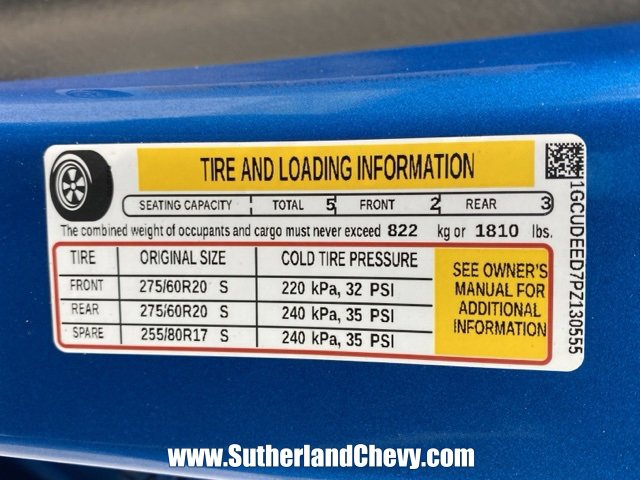 TIRE AND LOADING INFORMATION
SEATING CAPACITY TOTAL 5 FRONT 2 REAR 3
The combined weight of occupants and cargo must never exceed 822 kg or 1810 lbs.
TIRE ORIGINAL SIZE COLD TIRE PRESSURE
FRONT 275/60R20 S 220 kPa, 32 PSI
REAR 275/60R20 S 240 kPa, 35 PSI
SPARE 255/80R17 S 240 kPa, 35 PSI
SEE OWNER'S
MANUAL FOR
ADDITIONAL
INFORMATION
1GCUDEED7PZ130555
www.SutherlandChevy.com